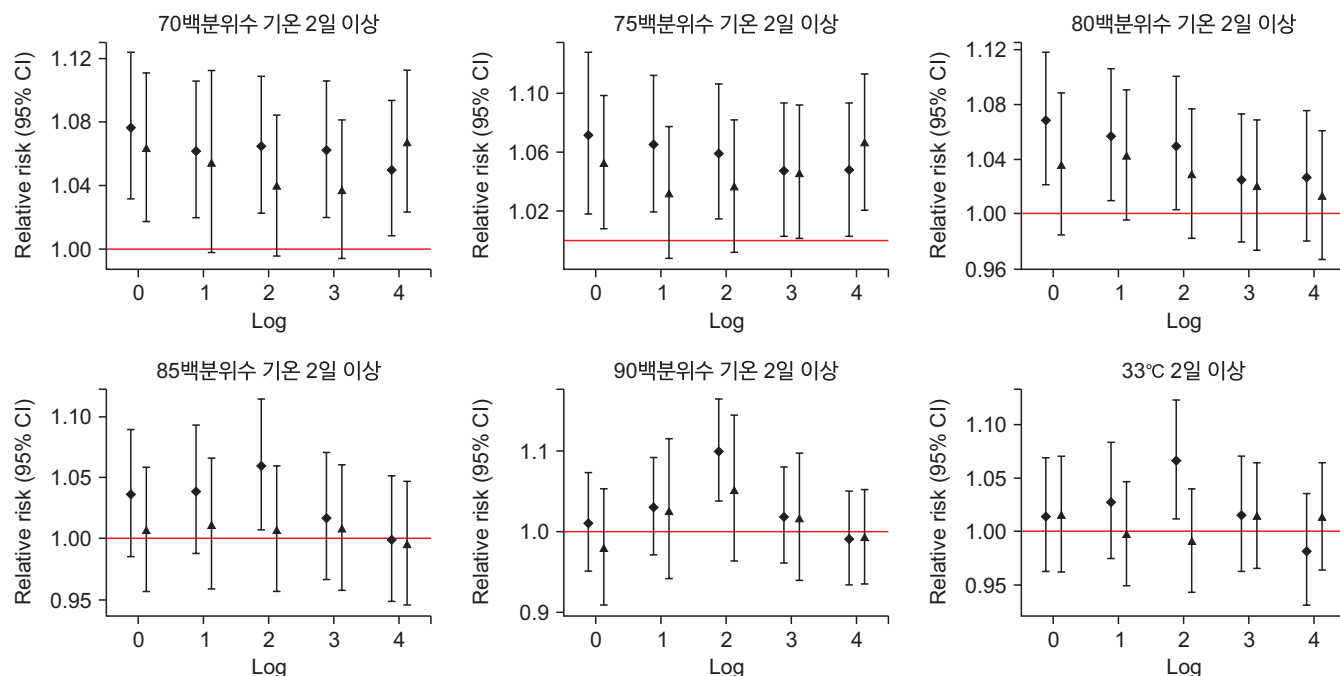 70백분위수 기온 2일 이상
Relative risk (95% CI)
1.12
1.08
1.04
1.00
0 1 2 3 4
Log
75백분위수 기온 2일 이상
Relative risk (95% CI)
1.10
1.06
1.02
0 1 2 3 4
Log
80백분위수 기온 2일 이상
Relative risk (95% CI)
1.12
1.08
1.04
1.00
0.96
0 1 2 3 4
Log
85백분위수 기온 2일 이상
Relative risk (95% CI)
1.10
1.05
1.00
0.95
0 1 2 3 4
Log
90백분위수 기온 2일 이상
Relative risk (95% CI)
1.1
1.0
0.9
0 1 2 3 4
Log
33℃ 2일 이상
Relative risk (95% CI)
1.10
1.05
1.00
0.95
0 1 2 3 4
Log